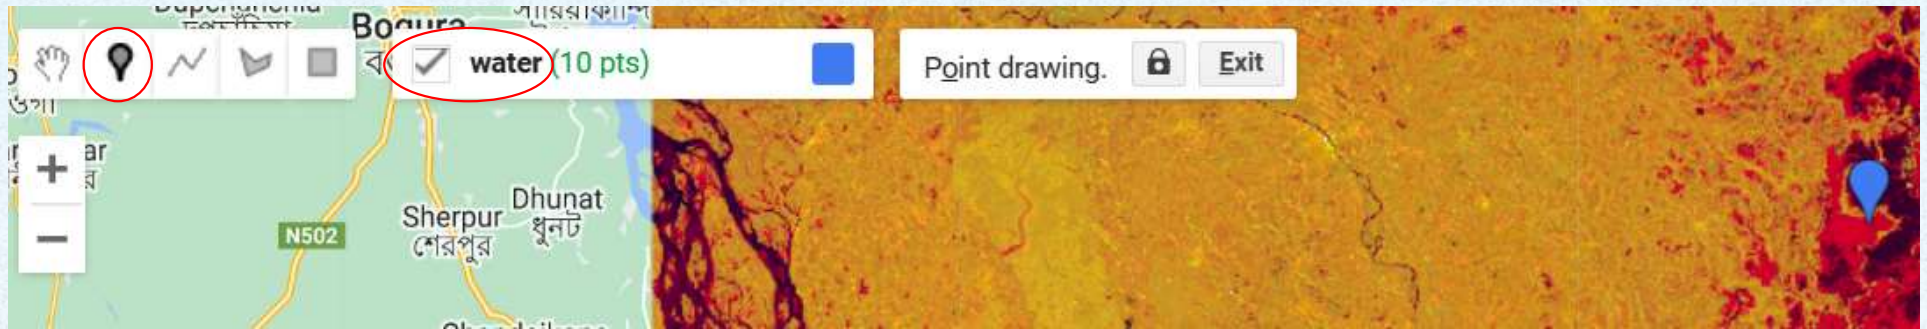 Bogura
water (10 pts)
Point drawing.
Exit
Dhunat
ধুনট
Sherpur
শেরপুর
N502